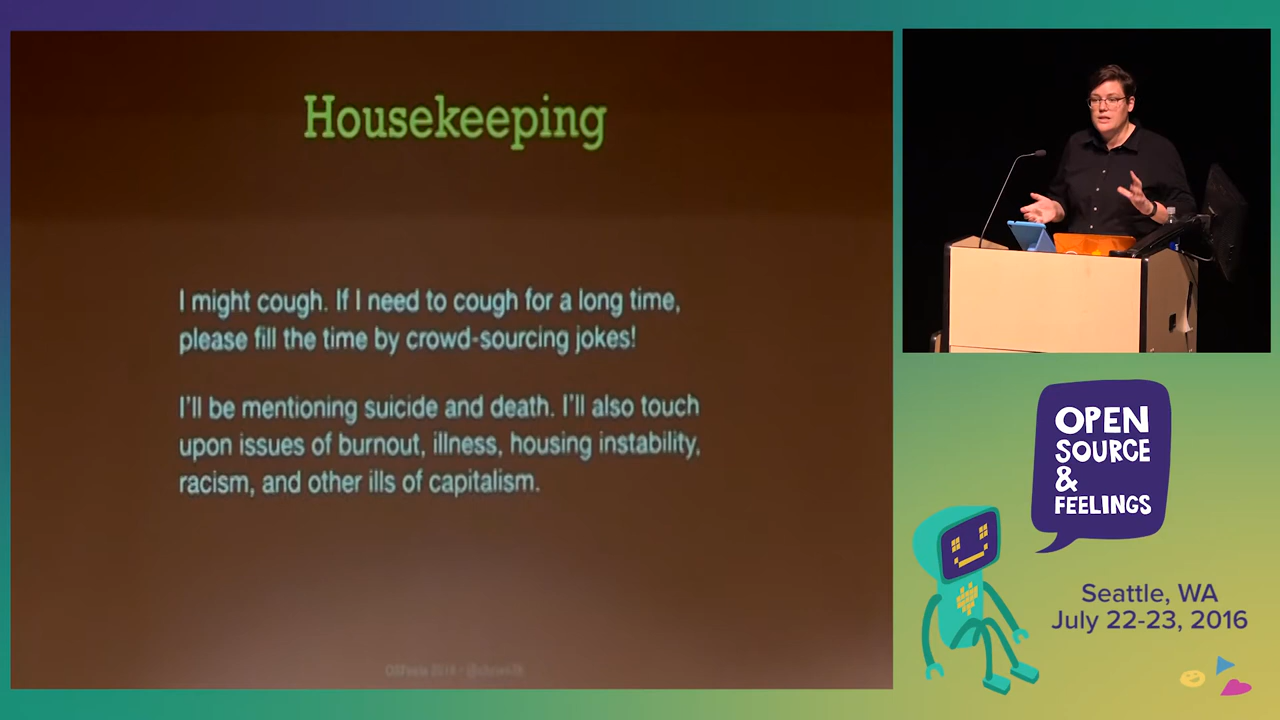 Housekeeping
I might cough. If I need to cough for a long time,
please fill the time by crowd-sourcing jokes!
I'll be mentioning suicide and death. I'll also touch
upon issues of burnout, illness, housing instability,
racism, and other ills of capitalism.
2016
OPEN
SOURCE
&
FEELINGS
Seattle, WA
July 22-23, 2016